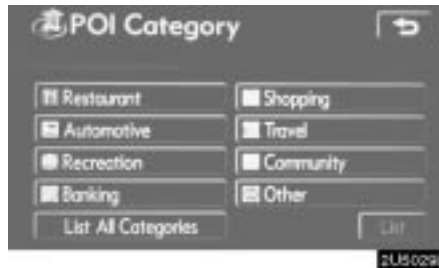 POI Category
Restaurant Shopping
Automotive Travel
Recreation Community
Banking Other
List All Categories List
2U5029